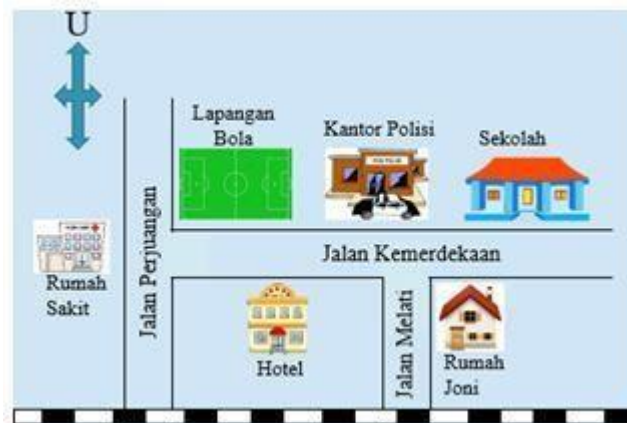 U
Lapangan
Bola
Kantor Polisi
Sekolah
Jalan Perjuangan
Rumah
Sakit
Jalan Kemerdekaan
Hotel
Jalan Melati
Rumah
Joni